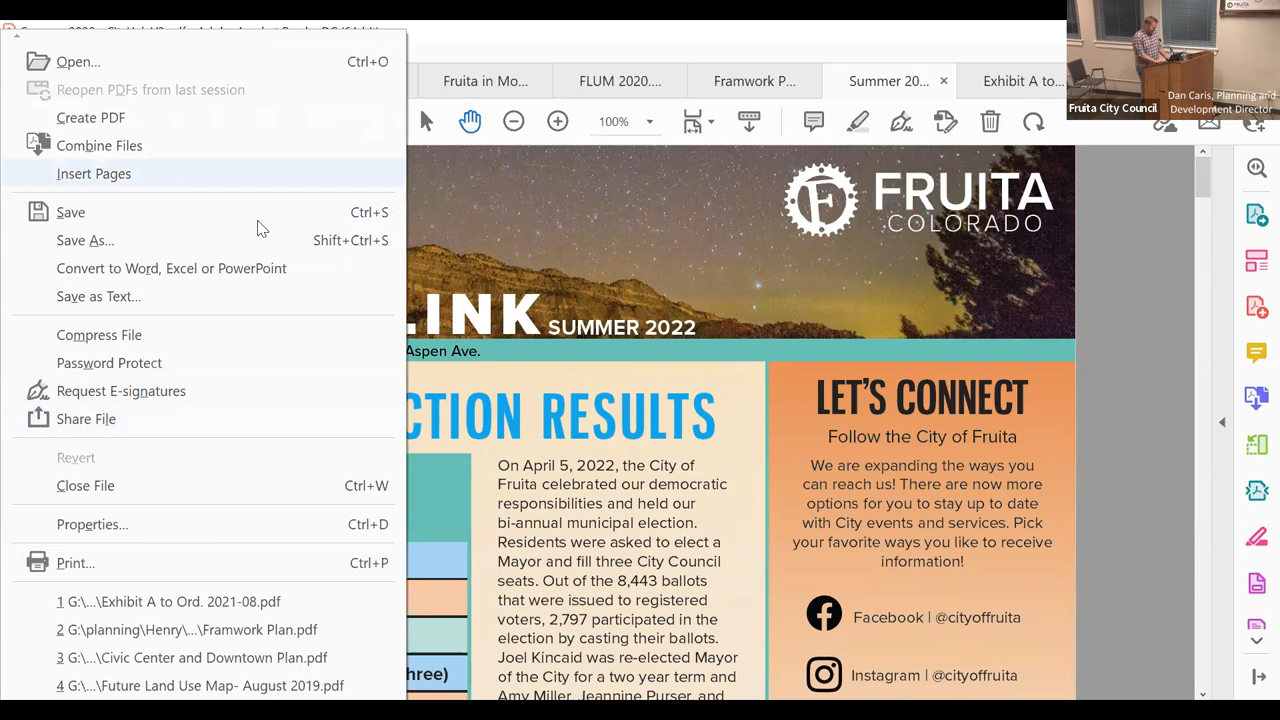 Open... Ctrl+O
Reopen PDFs from last session
Create PDF
Combine Files
Insert Pages
Save Ctrl+S
Save As... Shift+Ctrl+S
Convert to Word, Excel or PowerPoint
Save as Text...
Compress File
Password Protect
Request E-signatures
Share File
Revert
Close File Ctrl+W
Properties... Ctrl+D
Print... Ctrl+P
1 G:\...\Exhibit A to Ord. 2021-08.pdf
2 G:\planning\Henry\...\Framwork Plan.pdf
3 G:\...\Civic Center and Downtown Plan.pdf
4 G:\...\Future Land Use Map- August 2019.pdf
Fruita in Mo...
FLUM 2020....
Framwork P...
Summer 20... ×
Exhibit A to...
100%
FRUITA
COLORADO
.INK SUMMER 2022
Aspen Ave.
CTION RESULTS
hree)
On April 5, 2022, the City of
Fruita celebrated our democratic
responsibilities and held our
bi-annual municipal election.
Residents were asked to elect a
Mayor and fill three City Council
seats. Out of the 8,443 ballots
that were issued to registered
voters, 2,797 participated in the
election by casting their ballots.
Joel Kincaid was re-elected Mayor
of the City for a two year term and
Amy Miller, Jeannine Purser, and
LET'S CONNECT
Follow the City of Fruita
We are expanding the ways you
can reach us! There are now more
options for you to stay up to date
with City events and services. Pick
your favorite ways you like to receive
information!
Facebook | @cityoffruita
Instagram | @cityoffruita
FRUITA
Fruita City Council
Dan Caris, Planning and
Development Director